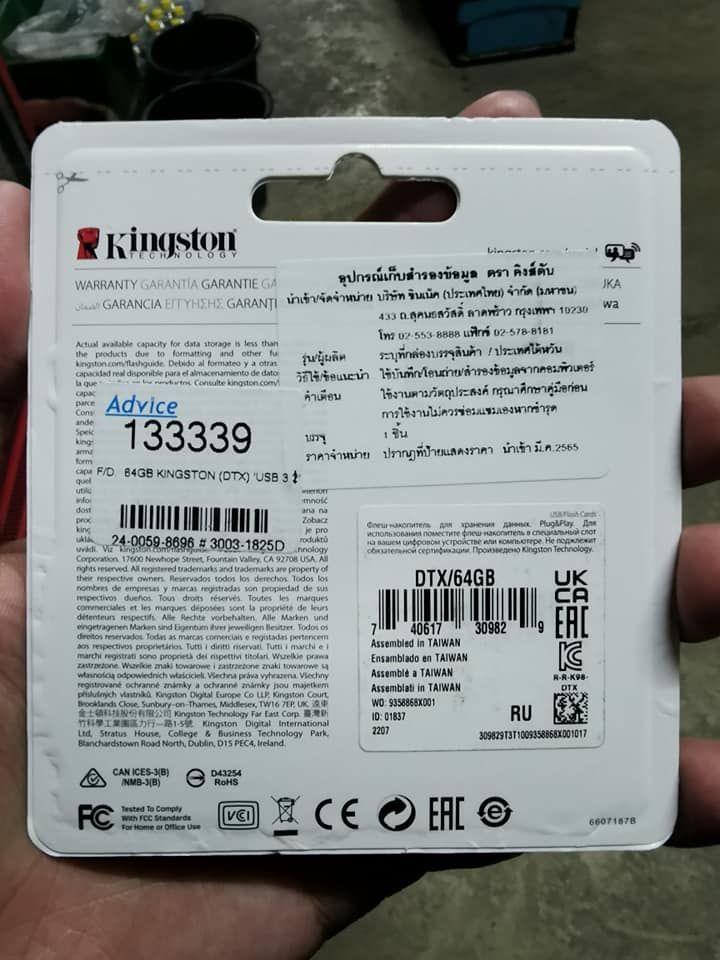 Kingston
TECHNOLOGY
WARRANTY GARANTÍA GARANTIE
GARANCIA ΕΓΓΥΗΣΗΣ
อุปกรณ์เก็บสำรองข้อมูล ตรา คิงส์ตัน
นำเข้า/จัดจำหน่าย บริษัท ซินเน็ค (ประเทศไทย) จำกัด (มหาชน)
433 ถ.สุคนธสวัสดิ์ ลาดพร้าว กรุงเทพฯ 10230
โทร 02-553-8888 แฟ็กซ์ 02-578-8181
รุ่น/ผู้ผลิต ระบุที่กล่องบรรจุสินค้า / ประเทศไต้หวัน
วิธีใช้/ข้อแนะนำ ใช้บันทึก/โอนถ่าย/สำรองข้อมูลจากคอมพิวเตอร์
คำเตือน ใช้งานตามวัตถุประสงค์ กรุณาศึกษาคู่มือก่อน
การใช้งานไม่ควรซ่อมแซมเองหากชำรุด
บรรจุ 1 ชิ้น
ราคาจำหน่าย ปรากฏที่ป้ายแสดงราคา นำเข้า มี.ค.2565
Actual available capacity for data storage is less than
the products due to formatting and other
kingston.com/flashguide. Debido al formateo y a otras
capacidad real disponible para el almacenamiento de
Advice
133339
F/D 64GB KINGSTON (DTX) 'USB 3.2
24-0059-8696 # 3003-1825D
Corporation. 17600 Newhope Street, Fountain Valley, CA 92708 USA. All
rights reserved. All registered trademarks and trademarks are property of
their respective owners. Reservados todos los derechos. Todos los
nombres de empresas y marcas registradas son propiedad de sus
respectivos dueños. Tous droits réservés. Toutes les marques
commerciales et les marques déposées sont la propriété de leurs
détenteurs respectifs. Alle Rechte vorbehalten. Alle Marken und
eingetragenen Marken sind Eigentum ihrer jeweiligen Besitzer. Todos os
direitos reservados. Todas as marcas comerciais e registadas pertencem
aos respetivos proprietários. Tutti i diritti riservati. Tutti i marchi e i
marchi registrati sono di proprietà dei rispettivi titolari. Wszelkie prawa
zastrzeżone. Wszelkie znaki towarowe i zastrzeżone znaki towarowe są
własnością odpowiednich właścicieli. Všechna práva vyhrazena. Všechny
registrované ochranné známky a ochranné známky jsou majetkem
příslušných vlastníků. Kingston Digital Europe Co LLP, Kingston Court,
Brooklands Close, Sunbury-on-Thames, Middlesex, TW16 7EP, UK. 遠東
金士頓科技股份有限公司 Kingston Technology Far East Corp. 臺灣新
竹科學工業園區力行一路1-5號 Kingston Digital International
Ltd, Stratus House, College & Business Technology Park,
Blanchardstown Road North, Dublin, D15 PEC4, Ireland.
USB/Flash Cards
Флеш-накопитель для хранения данных. Plug&Play. Для
использования поместите флеш-накопитель в специальный слот
на вашем цифровом устройстве или компьютере. Не подлежит
обязательной сертификации. Произведено Kingston Technology.
DTX/64GB
7 40617 30982 9
UK
CA
EAC
R-R-K98-
DTX
Assembled in TAIWAN
Ensamblado en TAIWAN
Assemblé a TAIWAN
Assemblati in TAIWAN
WO: 9358868X001
ID: 01837
2207
RU
309829T3T1009358868X001017
CAN ICES-3(B)
/NMB-3(B)
D43254
RoHS
FC
Tested To Comply
With FCC Standards
For Home or Office Use
VCCI
CE
EAC
e
6607187B